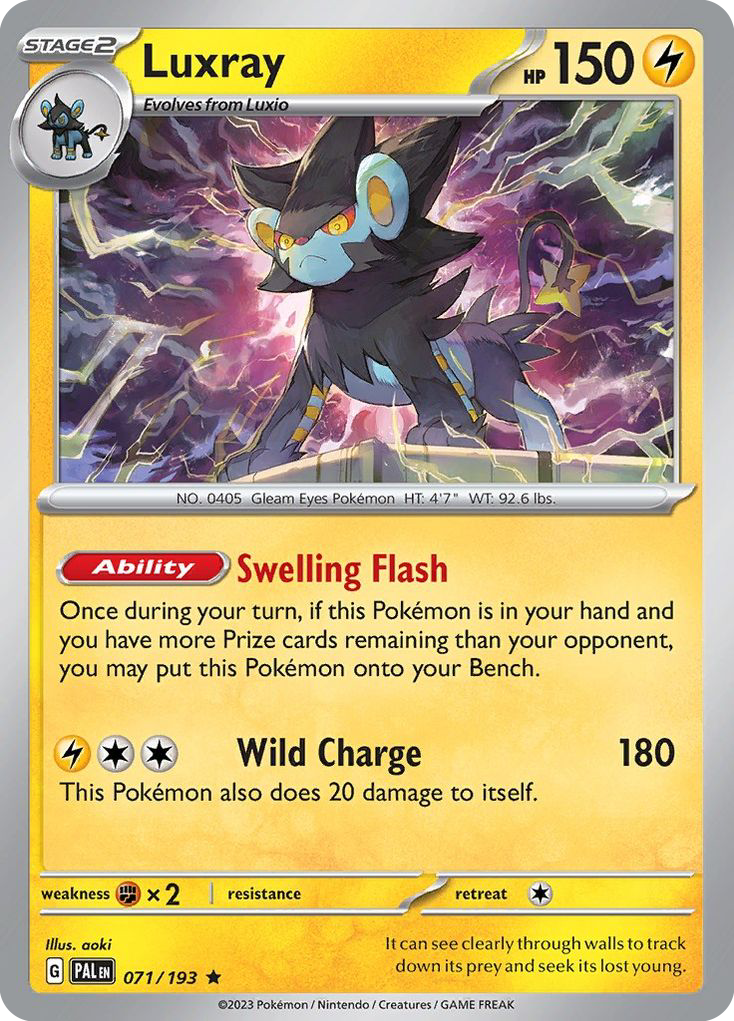 STAGE2
Luxray
HP 150
Evolves from Luxio
NO. 0405 Gleam Eyes Pokémon HT: 4'7" WT: 92.6 lbs.
Ability Swelling Flash
Once during your turn, if this Pokémon is in your hand and
you have more Prize cards remaining than your opponent,
you may put this Pokémon onto your Bench.
Wild Charge 180
This Pokémon also does 20 damage to itself.
weakness ×2 resistance retreat
Illus. aoki
G PAL EN 071/193
It can see clearly through walls to track
down its prey and seek its lost young.
©2023 Pokémon / Nintendo / Creatures / GAME FREAK